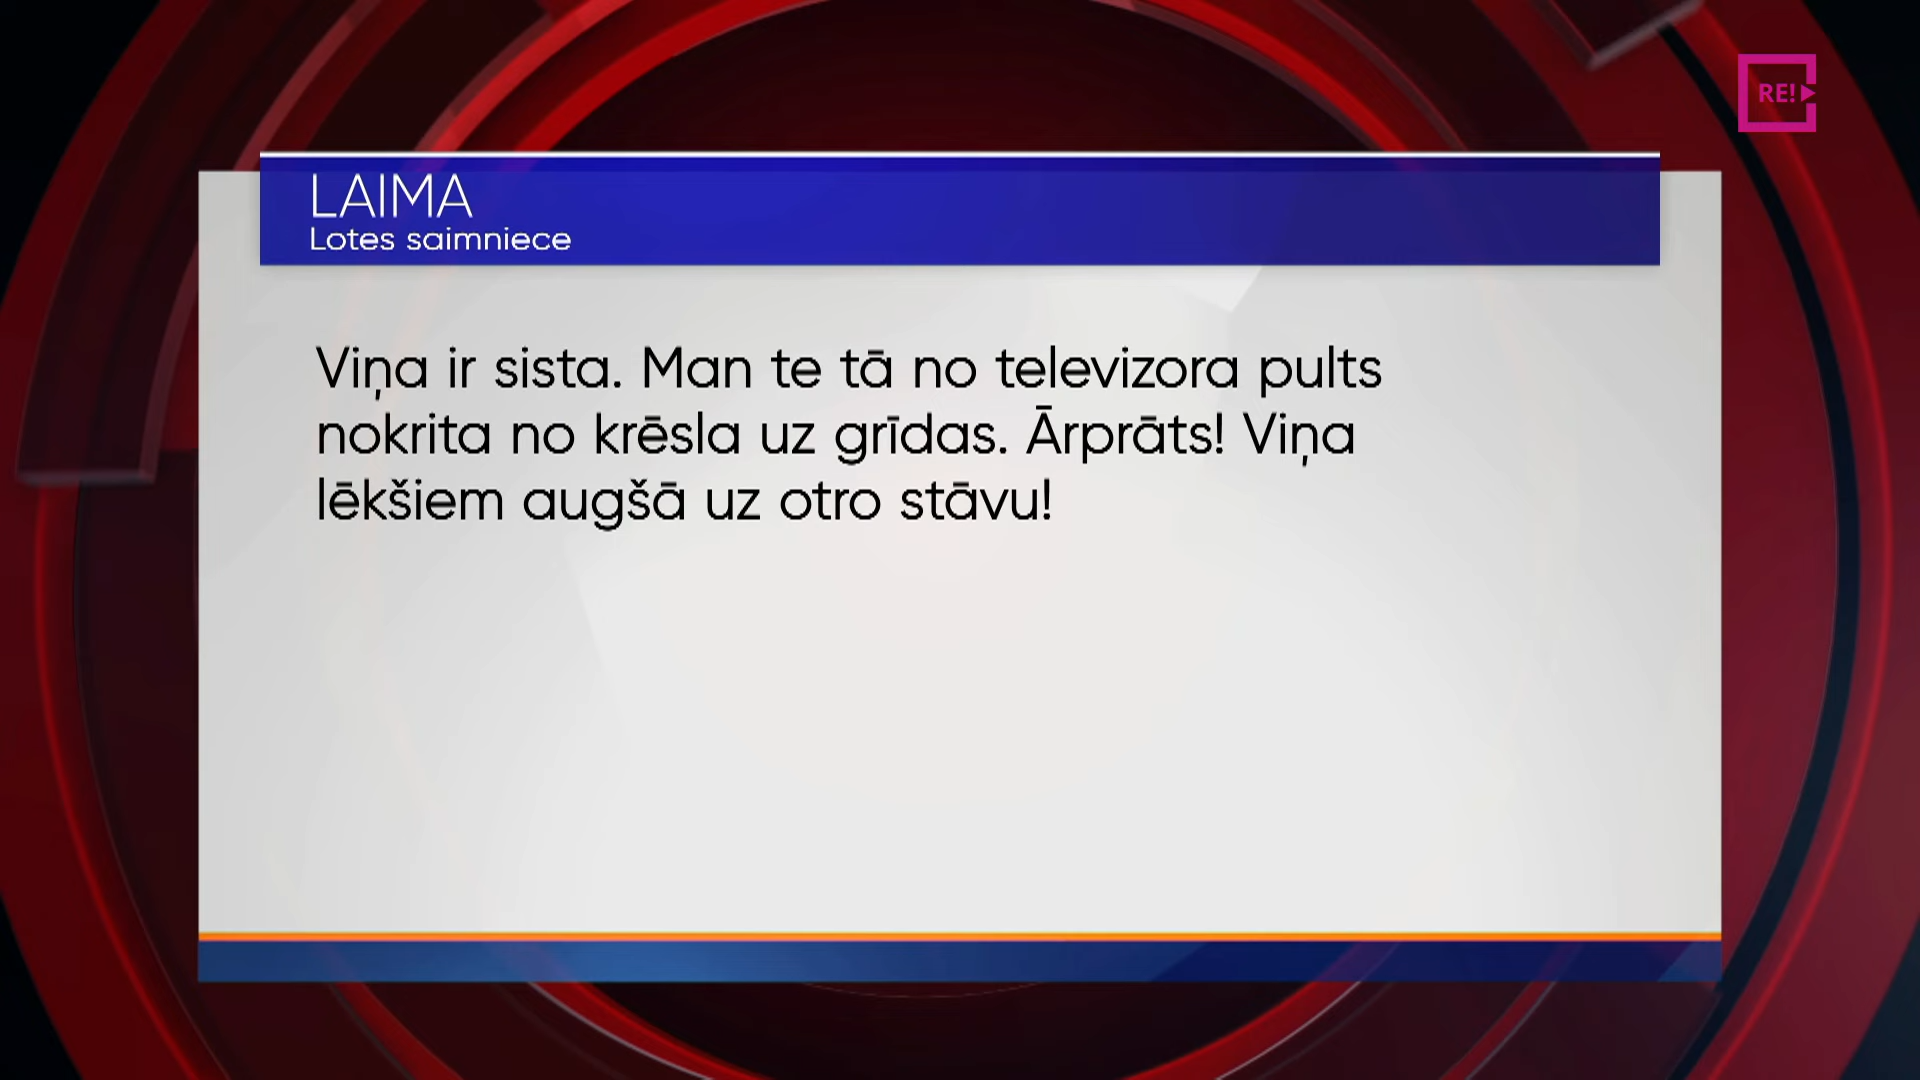 RE!
LAIMA
Lotes saimniece
Viņa ir sista. Man te tā no televizora pults
nokrita no krēsla uz grīdas. Ārprāts! Viņa
lēkšiem augšā uz otro stāvu!